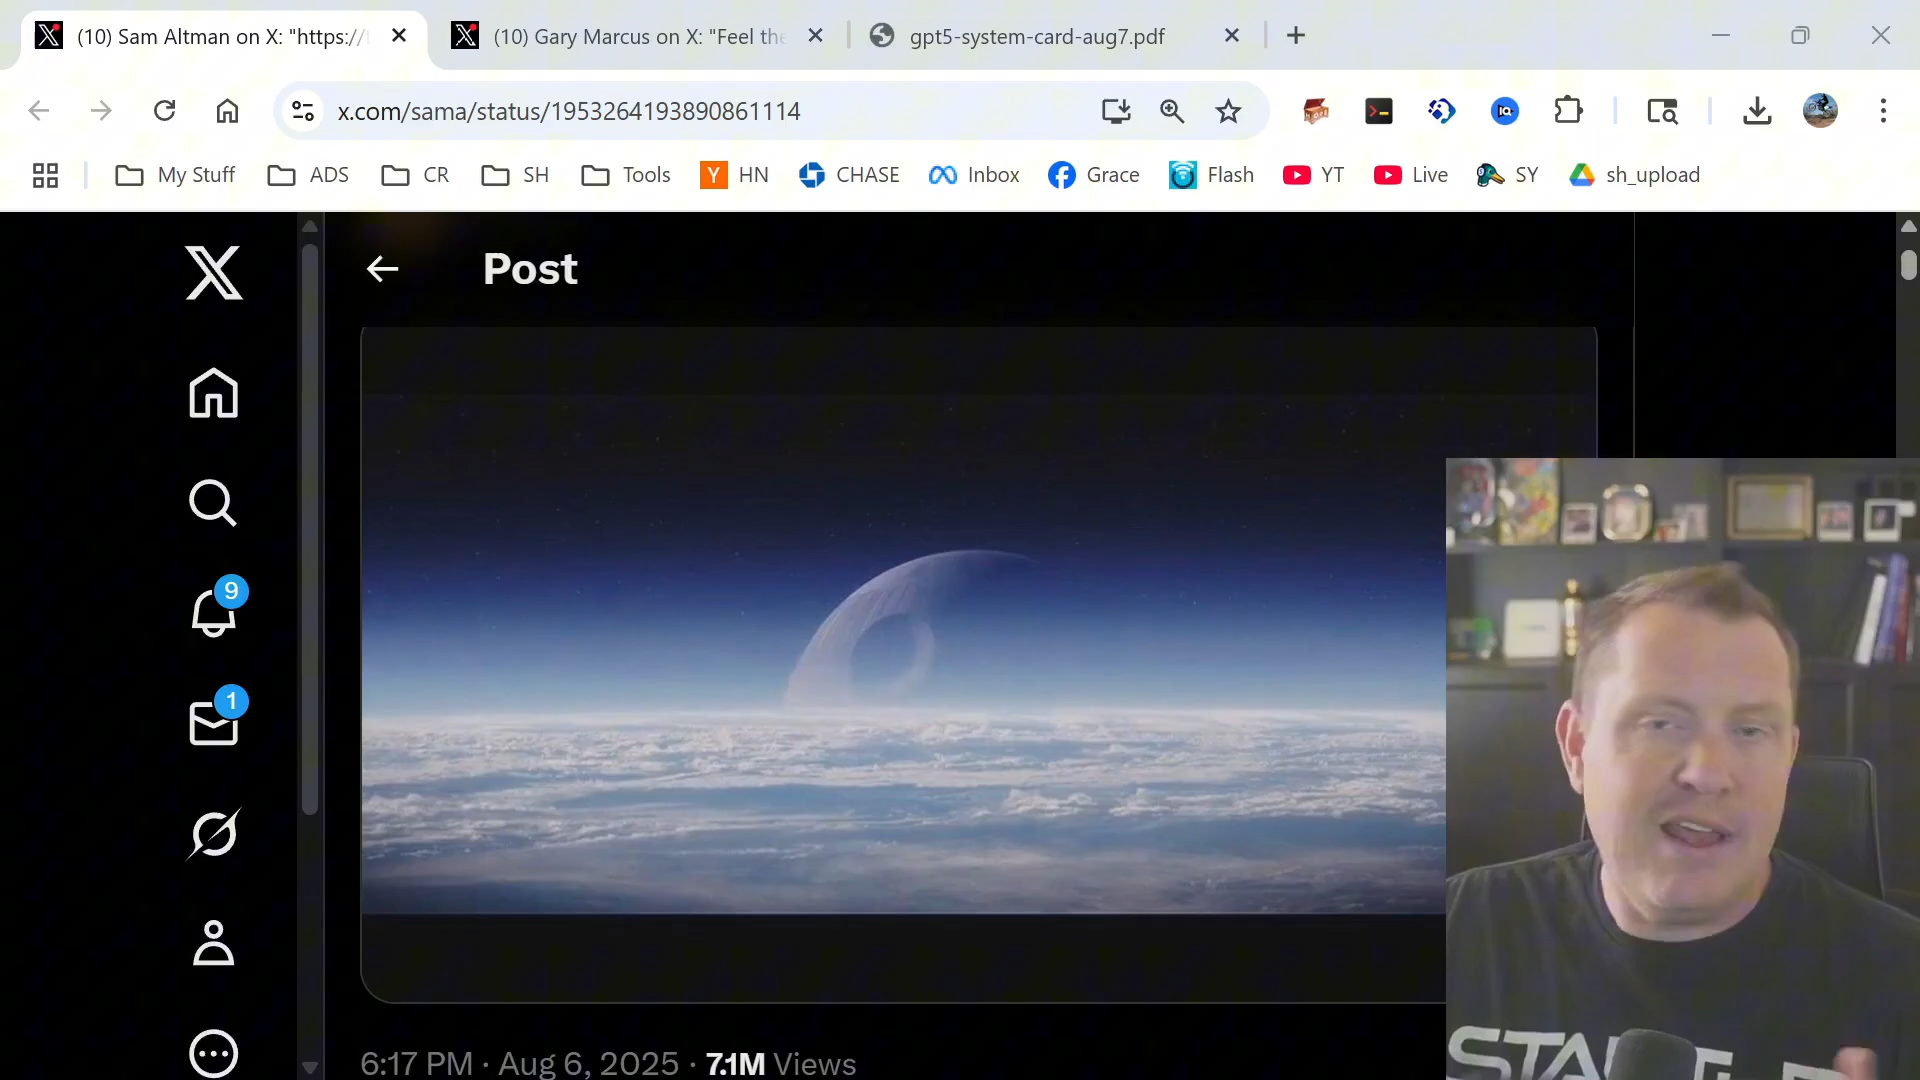 (10) Sam Altman on X: "https://
(10) Gary Marcus on X: "Feel the
gpt5-system-card-aug7.pdf
x.com/sama/status/1953264193890861114
My Stuff
ADS
CR
SH
Tools
HN
CHASE
Inbox
Grace
Flash
YT
Live
SY
sh_upload
Post
9
1
6:17 PM · Aug 6, 2025 · 7.1M Views